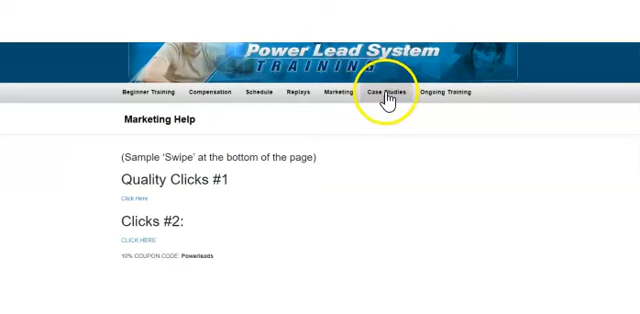 Power Lead System
TRAINING
Beginner Training Compensation Schedule Replays Marketing Case Studies Ongoing Training
Marketing Help
(Sample 'Swipe' at the bottom of the page)
Quality Clicks #1
Click Here
Clicks #2:
CLICK HERE
10% COUPON CODE: Powerleads